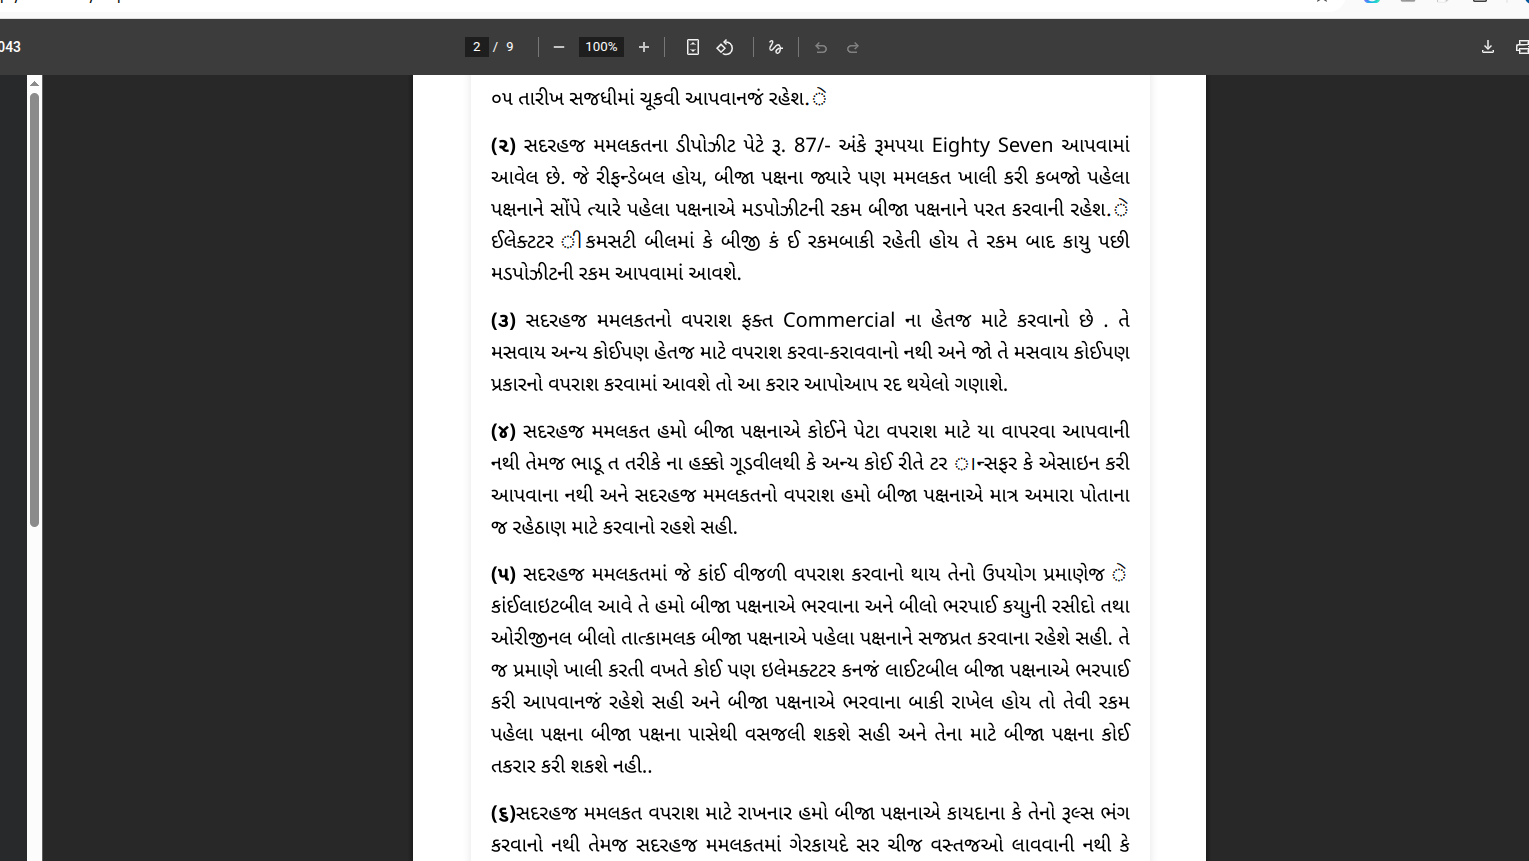 043
2 / 9
100%
૦૫ તારીખ સજધીમાં ચૂકવી આપવાનજં રહેશ.ે
(૨) સદરહજ મમલકતના ડીપોઝીટ પેટે રૂ. 87/- અંકે રૂમપયા Eighty Seven આપવામાં
આવેલ છે. જે રીફન્ડેબલ હોય, બીજા પક્ષના જ્યારે પણ મમલકત ખાલી કરી કબજો પહેલા
પક્ષનાને સોંપે ત્યારે પહેલા પક્ષનાએ મડપોઝીટની રકમ બીજા પક્ષનાને પરત કરવાની રહેશ.ે
ઈલેક્ટટર ી કમસટી બીલમાં કે બીજી કં ઈ રકમબાકી રહેતી હોય તે રકમ બાદ કાયુ પછી
મડપોઝીટની રકમ આપવામાં આવશે.
(૩) સદરહજ મમલકતનો વપરાશ ફક્ત Commercial ના હેતજ માટે કરવાનો છે . તે
મસવાય અન્ય કોઈપણ હેતજ માટે વપરાશ કરવા-કરાવવાનો નથી અને જો તે મસવાય કોઈપણ
પ્રકારનો વપરાશ કરવામાં આવશે તો આ કરાર આપોઆપ રદ થયેલો ગણાશે.
(૪) સદરહજ મમલકત હમો બીજા પક્ષનાએ કોઈને પેટા વપરાશ માટે યા વાપરવા આપવાની
નથી તેમજ ભાડૂ ત તરીકે ના હક્કો ગૂડવીલથી કે અન્ય કોઈ રીતે ટર ાન્સફર કે એસાઇન કરી
આપવાના નથી અને સદરહજ મમલકતનો વપરાશ હમો બીજા પક્ષનાએ માત્ર અમારા પોતાના
જ રહેઠાણ માટે કરવાનો રહશે સહી.
(૫) સદરહજ મમલકતમાં જે કાંઈ વીજળી વપરાશ કરવાનો થાય તેનો ઉપયોગ પ્રમાણેજ ે
કાંઈલાઇટબીલ આવે તે હમો બીજા પક્ષનાએ ભરવાના અને બીલો ભરપાઈ કયાુની રસીદો તથા
ઓરીજીનલ બીલો તાત્કામલક બીજા પક્ષનાએ પહેલા પક્ષનાને સજપ્રત કરવાના રહેશે સહી. તે
જ પ્રમાણે ખાલી કરતી વખતે કોઈ પણ ઇલેમક્ટટર કનજં લાઈટબીલ બીજા પક્ષનાએ ભરપાઈ
કરી આપવાનજં રહેશે સહી અને બીજા પક્ષનાએ ભરવાના બાકી રાખેલ હોય તો તેવી રકમ
પહેલા પક્ષના બીજા પક્ષના પાસેથી વસજલી શકશે સહી અને તેના માટે બીજા પક્ષના કોઈ
તકરાર કરી શકશે નહી..
(૬)સદરહજ મમલકત વપરાશ માટે રાખનાર હમો બીજા પક્ષનાએ કાયદાના કે તેનો રૂલ્સ ભંગ
કરવાનો નથી તેમજ સદરહજ મમલકતમાં ગેરકાયદે સર ચીજ વસ્તજઓ લાવવાની નથી કે